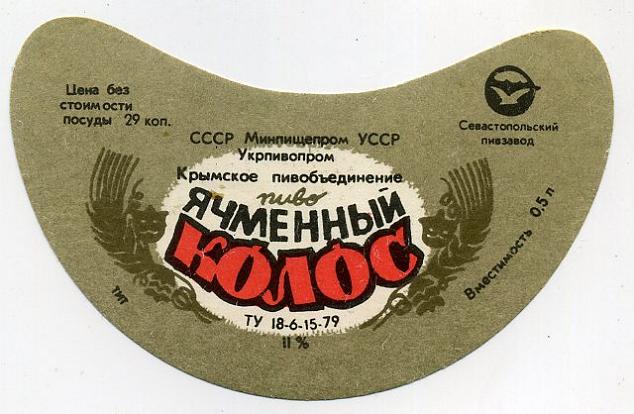 Цена без
стоимости
посуды 29 коп.
Севастопольский
пивзавод
СССР Минпищепром УССР
Укрпивопром
Крымское пивобъединение
пиво
ЯЧМЕННЫЙ
КОЛОС
ТУ 18-6-15-79
11%
тит
Вместимость 0,5 л